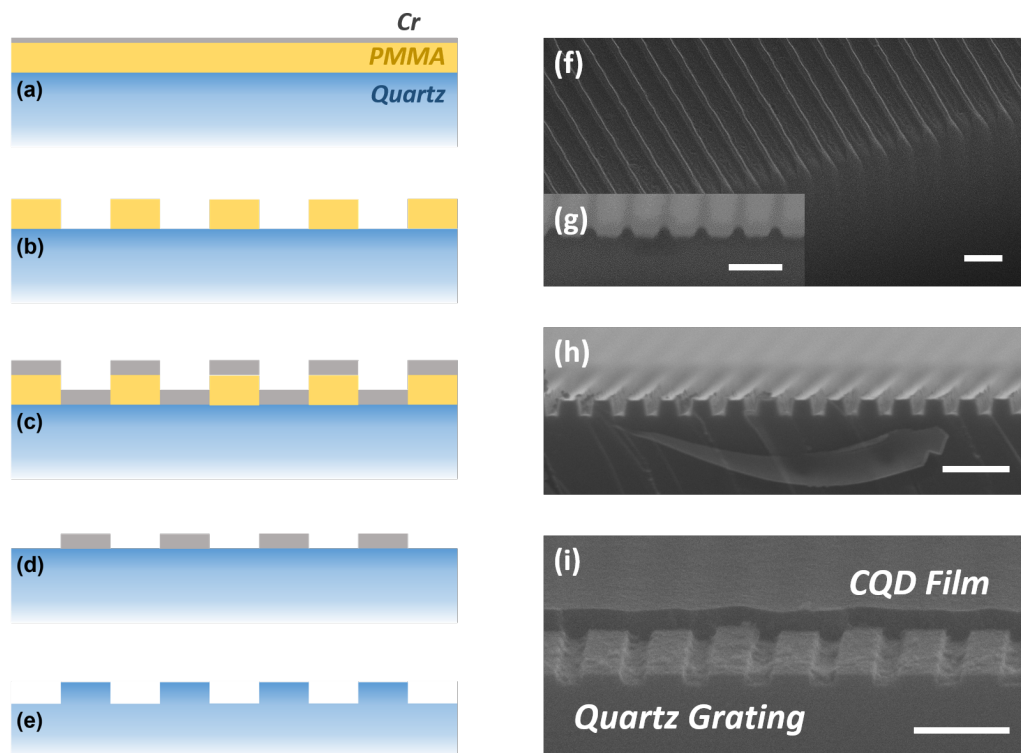 Cr
PMMA
(a)
Quartz
(b)
(c)
(d)
(e)
(f)
(g)
(h)
(i)
CQD Film
Quartz Grating